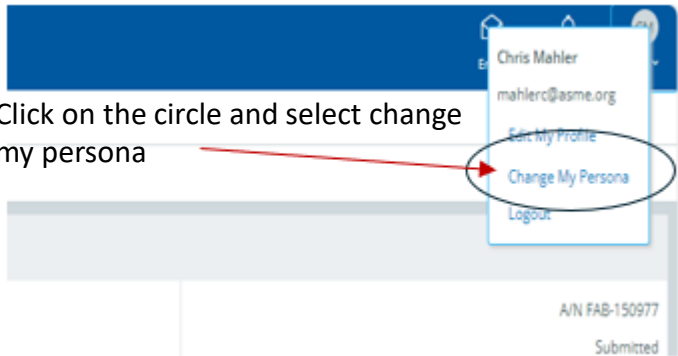 Chris Mahler
mahlerc@asme.org
Click on the circle and select change
my persona
Edit My Profile
Change My Persona
Logout
A/N FAB-150977
Submitted